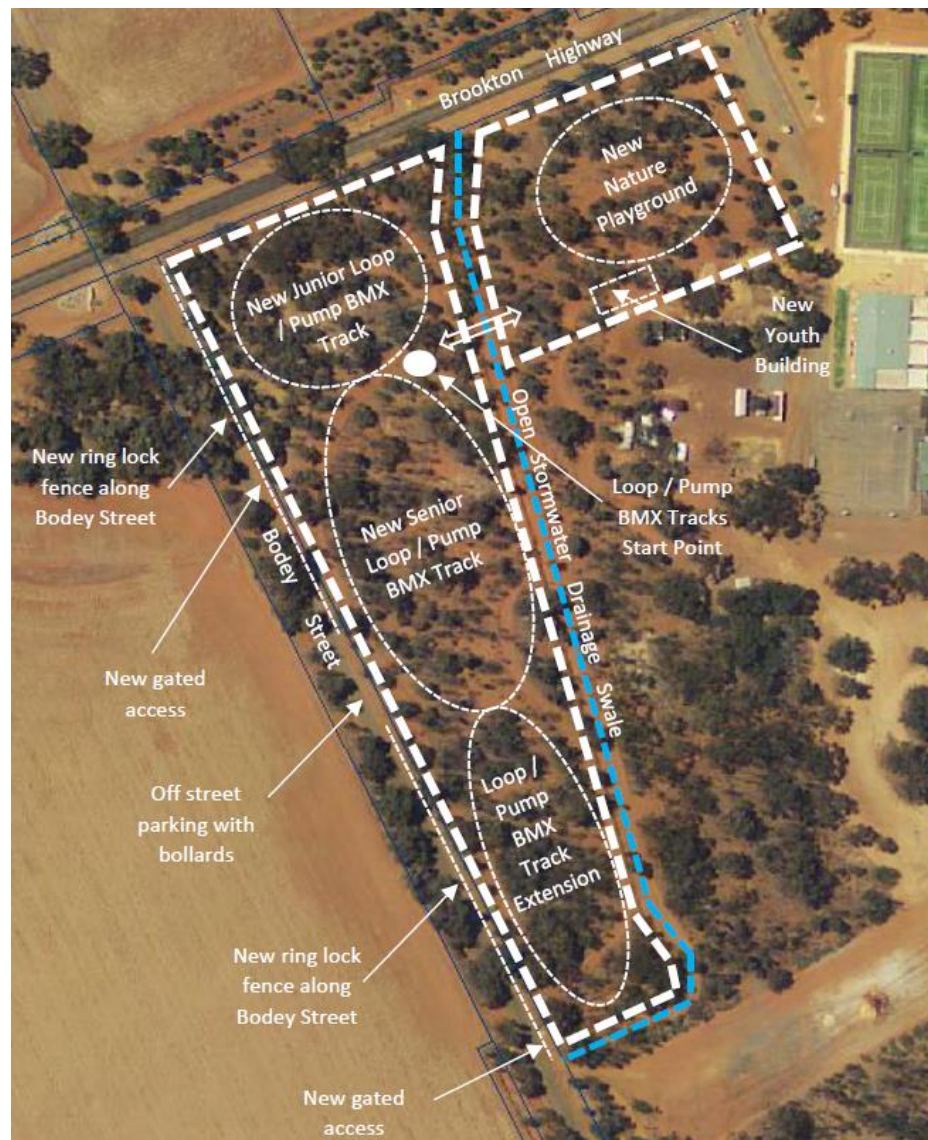 Brookton Highway
New
Nature
Playground
New Junior Loop
/ Pump BMX
Track
New
Youth
Building
New ring lock
fence along
Bodey Street
Loop / Pump
BMX Tracks
Start Point
Open Stormwater Drainage Swale
New Senior
Loop / Pump
BMX Track
Bodey Street
New gated
access
Off street
parking with
bollards
Loop /
Pump
BMX
Track
Extension
New ring lock
fence along
Bodey Street
New gated
access